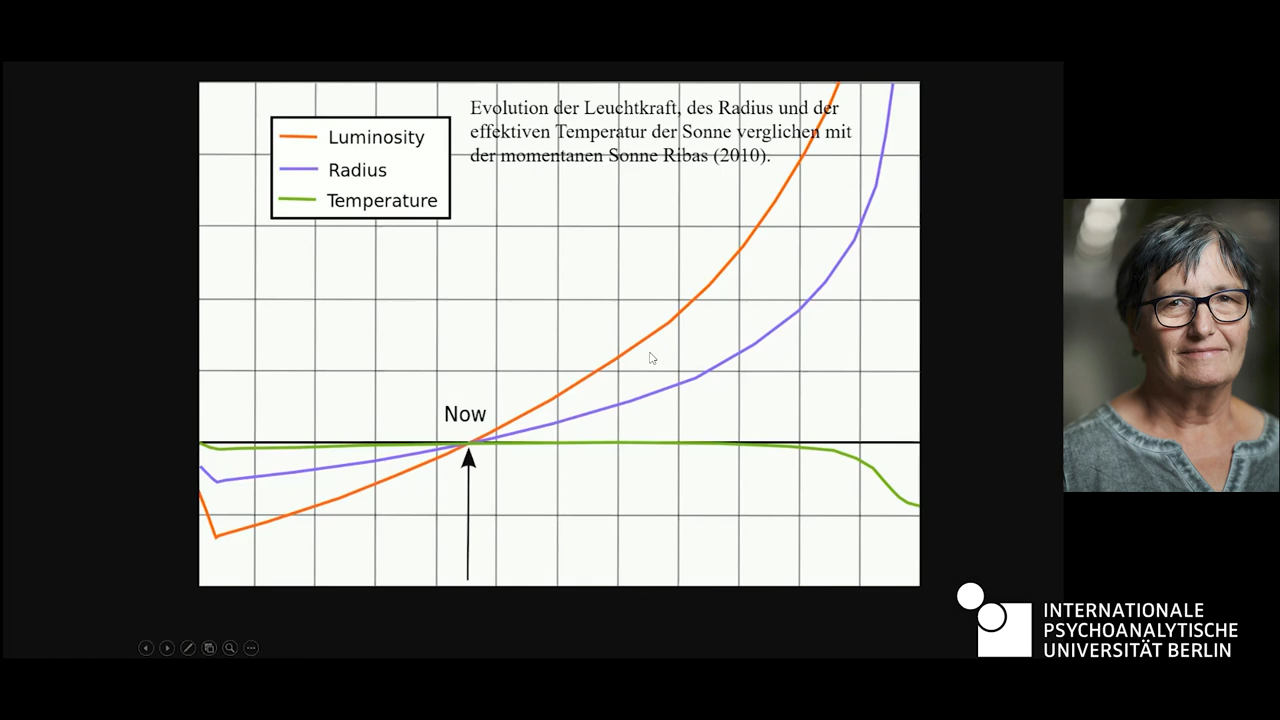 Evolution der Leuchtkraft, des Radius und der
effektiven Temperatur der Sonne verglichen mit
der momentanen Sonne Ribas (2010).
Luminosity
Radius
Temperature
Now
INTERNATIONALE
PSYCHOANALYTISCHE
UNIVERSITÄT BERLIN